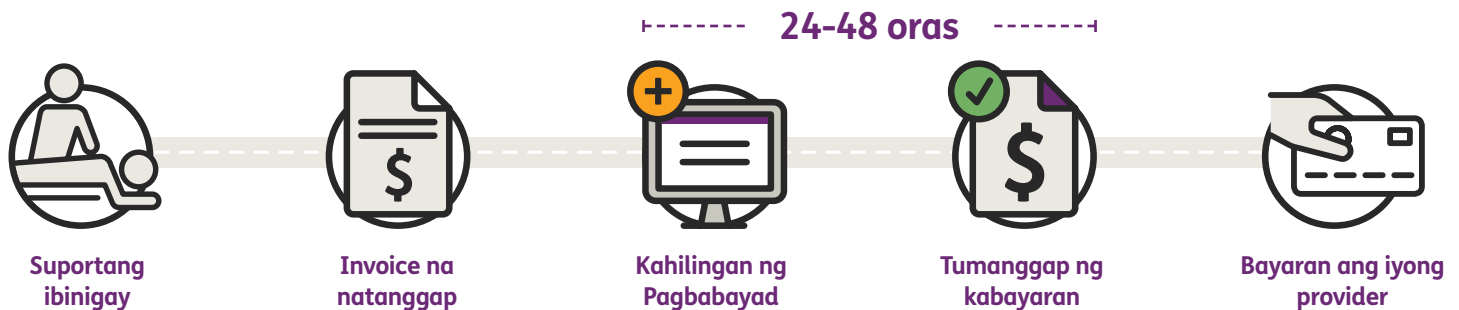 24-48 oras
Suportang
ibinigay
Invoice na
natanggap
Kahilingan ng
Pagbabayad
Tumanggap ng
kabayaran
Bayaran ang iyong
provider